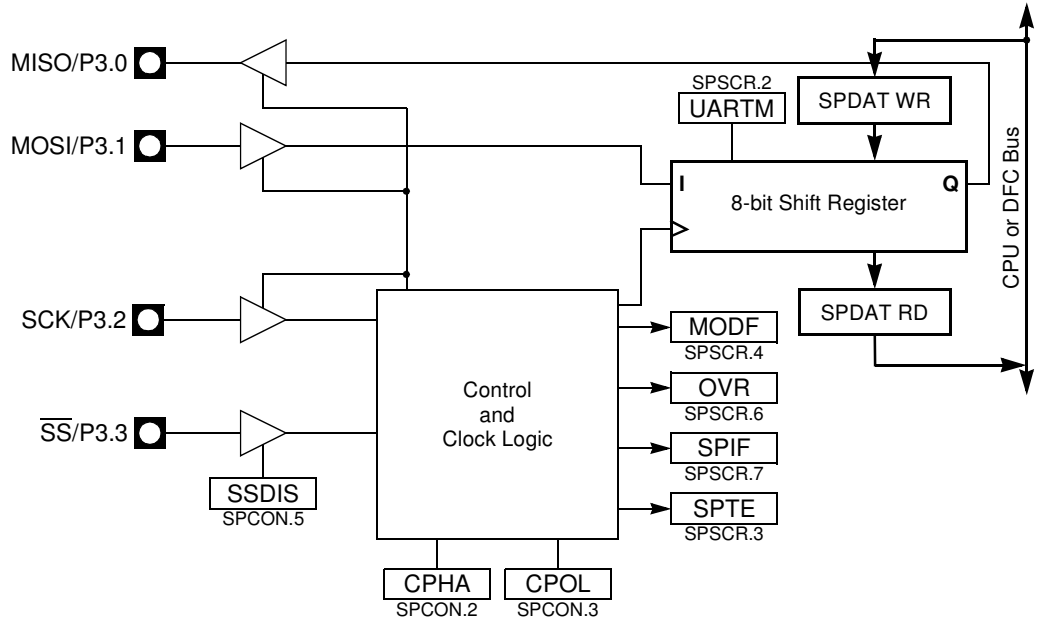 MISO/P3.0
SPSCR.2
UARTM
SPDAT WR
MOSI/P3.1
I
8-bit Shift Register
Q
CPU or DFC Bus
SCK/P3.2
SPDAT RD
MODF
SPSCR.4
Control
and
Clock Logic
OVR
SPSCR.6
SS/P3.3
SPIF
SPSCR.7
SSDIS
SPCON.5
SPTE
SPSCR.3
CPHA
SPCON.2
CPOL
SPCON.3